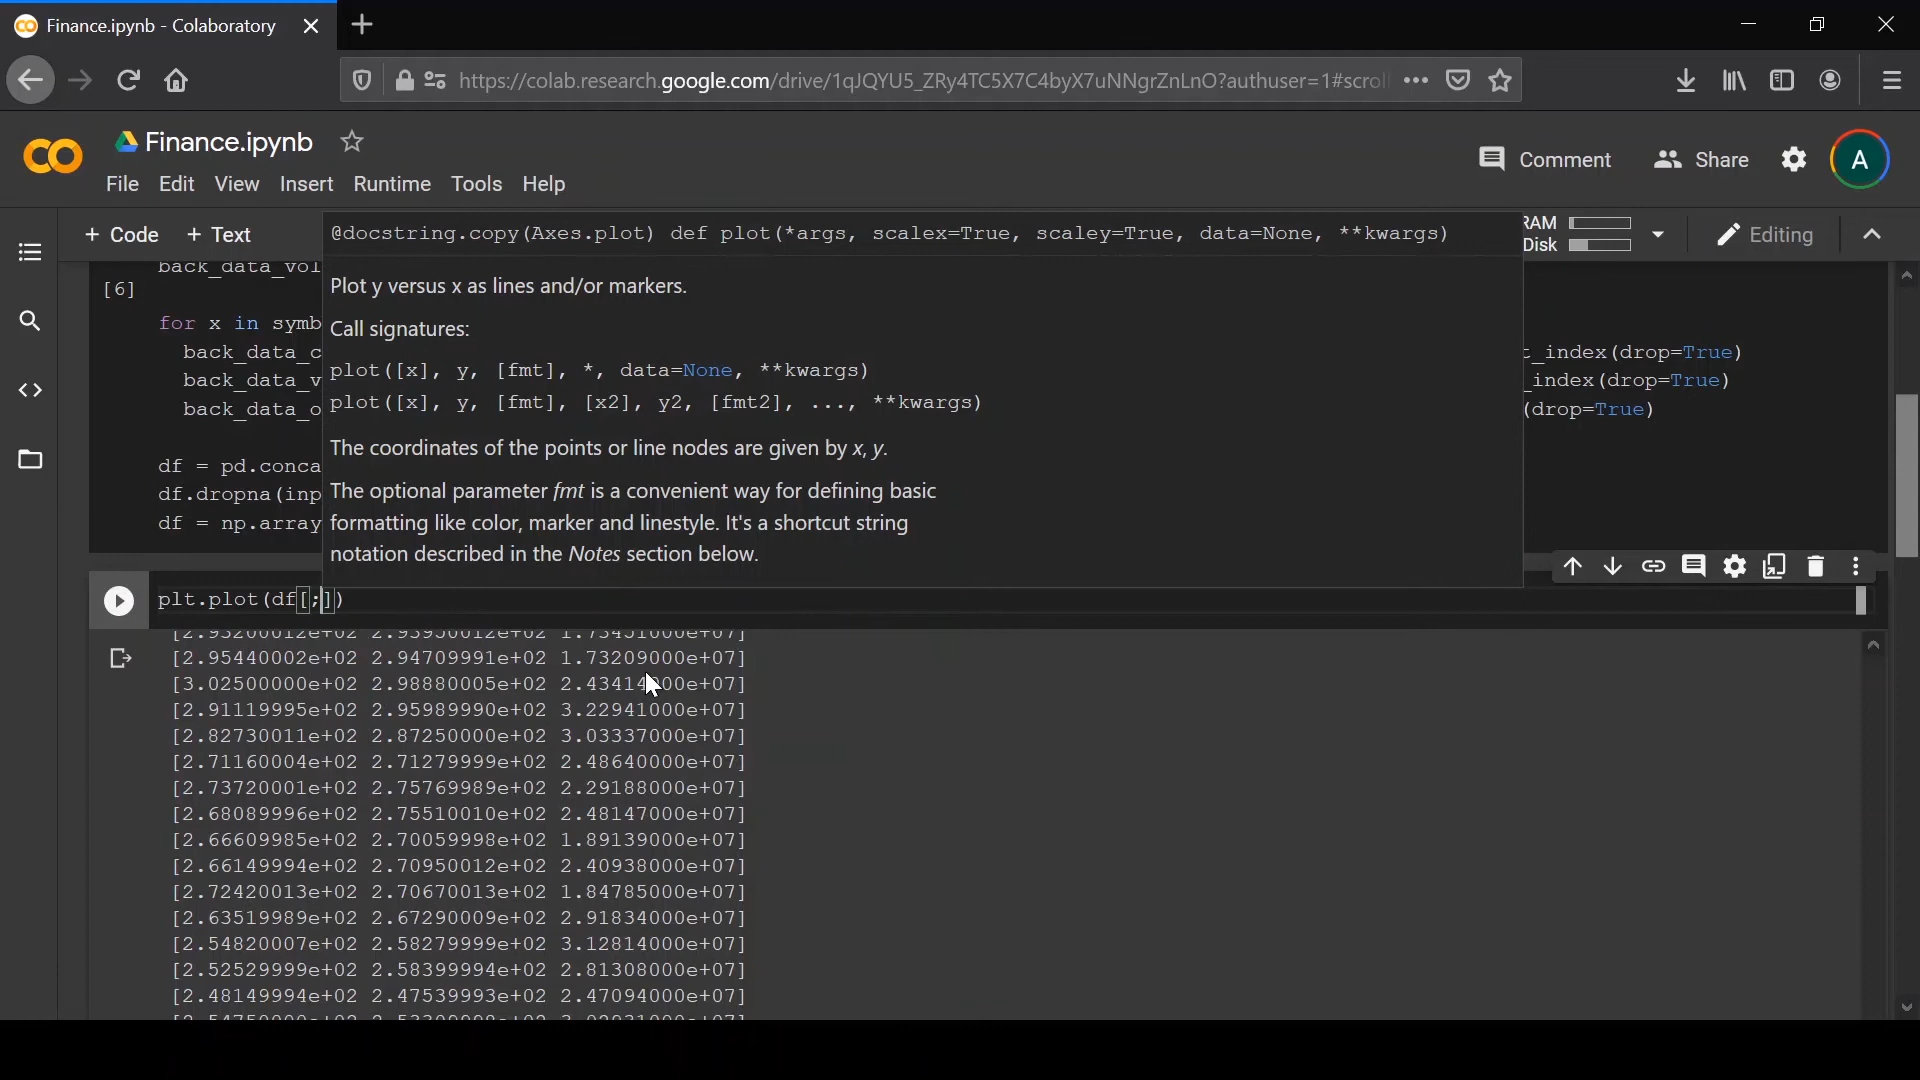 Finance.ipynb - Colaboratory
https://colab.research.google.com/drive/1qJQYU5_ZRy4TC5X7C4byX7uNNgrZnLnO?authuser=1#scroll
Finance.ipynb
Comment
Share
A
File Edit View Insert Runtime Tools Help
+ Code + Text
RAM
Disk
Editing
@docstring.copy(Axes.plot) def plot(*args, scalex=True, scaley=True, data=None, **kwargs)
Plot y versus x as lines and/or markers.
Call signatures:
plot([x], y, [fmt], *, data=None, **kwargs)
plot([x], y, [fmt], [x2], y2, [fmt2], ..., **kwargs)
The coordinates of the points or line nodes are given by x, y.
The optional parameter fmt is a convenient way for defining basic
formatting like color, marker and linestyle. It's a shortcut string
notation described in the Notes section below.
back_data_vol
[6]
for x in symb
back_data_c t_index(drop=True)
back_data_v _index(drop=True)
back_data_o (drop=True)
df = pd.conca
df.dropna(inp
df = np.array
plt.plot(df[;])
[2.95440002e+02 2.94709991e+02 1.73209000e+07]
[3.02500000e+02 2.98880005e+02 2.43414000e+07]
[2.91119995e+02 2.95989990e+02 3.22941000e+07]
[2.82730011e+02 2.87250000e+02 3.03337000e+07]
[2.71160004e+02 2.71279999e+02 2.48640000e+07]
[2.73720001e+02 2.75769989e+02 2.29188000e+07]
[2.68089996e+02 2.75510010e+02 2.48147000e+07]
[2.66609985e+02 2.70059998e+02 1.89139000e+07]
[2.66149994e+02 2.70950012e+02 2.40938000e+07]
[2.72420013e+02 2.70670013e+02 1.84785000e+07]
[2.63519989e+02 2.67290009e+02 2.91834000e+07]
[2.54820007e+02 2.58279999e+02 3.12814000e+07]
[2.52529999e+02 2.58399994e+02 2.81308000e+07]
[2.48149994e+02 2.47539993e+02 2.47094000e+07]